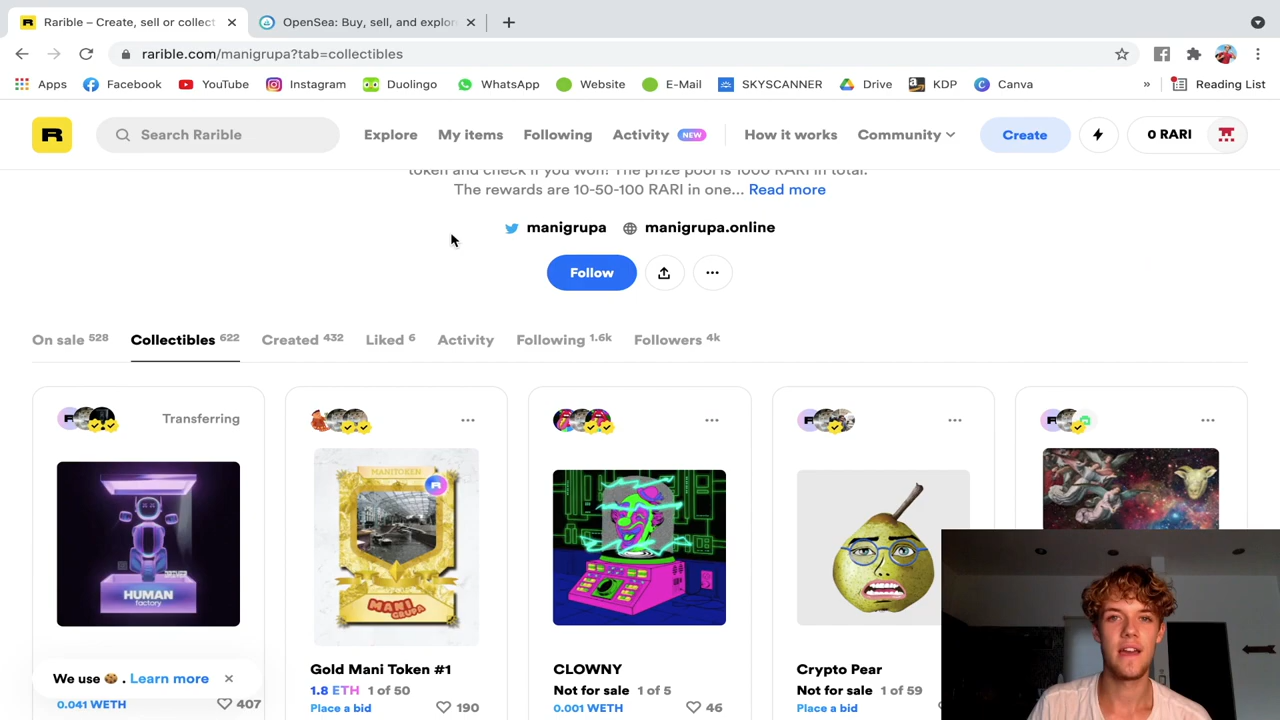 Rarible – Create, sell or collect
OpenSea: Buy, sell, and explor
rarible.com/manigrupa?tab=collectibles
Apps Facebook YouTube Instagram Duolingo WhatsApp Website E-Mail SKYSCANNER Drive KDP Canva » Reading List
R Search Rarible Explore My items Following Activity NEW How it works Community Create 0 RARI
token and check if you won! The prize pool is 1000 RARI in total.
The rewards are 10-50-100 RARI in one... Read more
manigrupa manigrupa.online
Follow
On sale 528 Collectibles 622 Created 432 Liked 6 Activity Following 1.6k Followers 4k
Transferring
MANITOKEN
HUMAN
factory
MANI
GRUPA
Gold Mani Token #1 CLOWNY Crypto Pear
We use 🍪 . Learn more
1.8 ETH 1 of 50 Not for sale 1 of 5 Not for sale 1 of 59
0.041 WETH 407 Place a bid 190 0.001 WETH 46 Place a bid